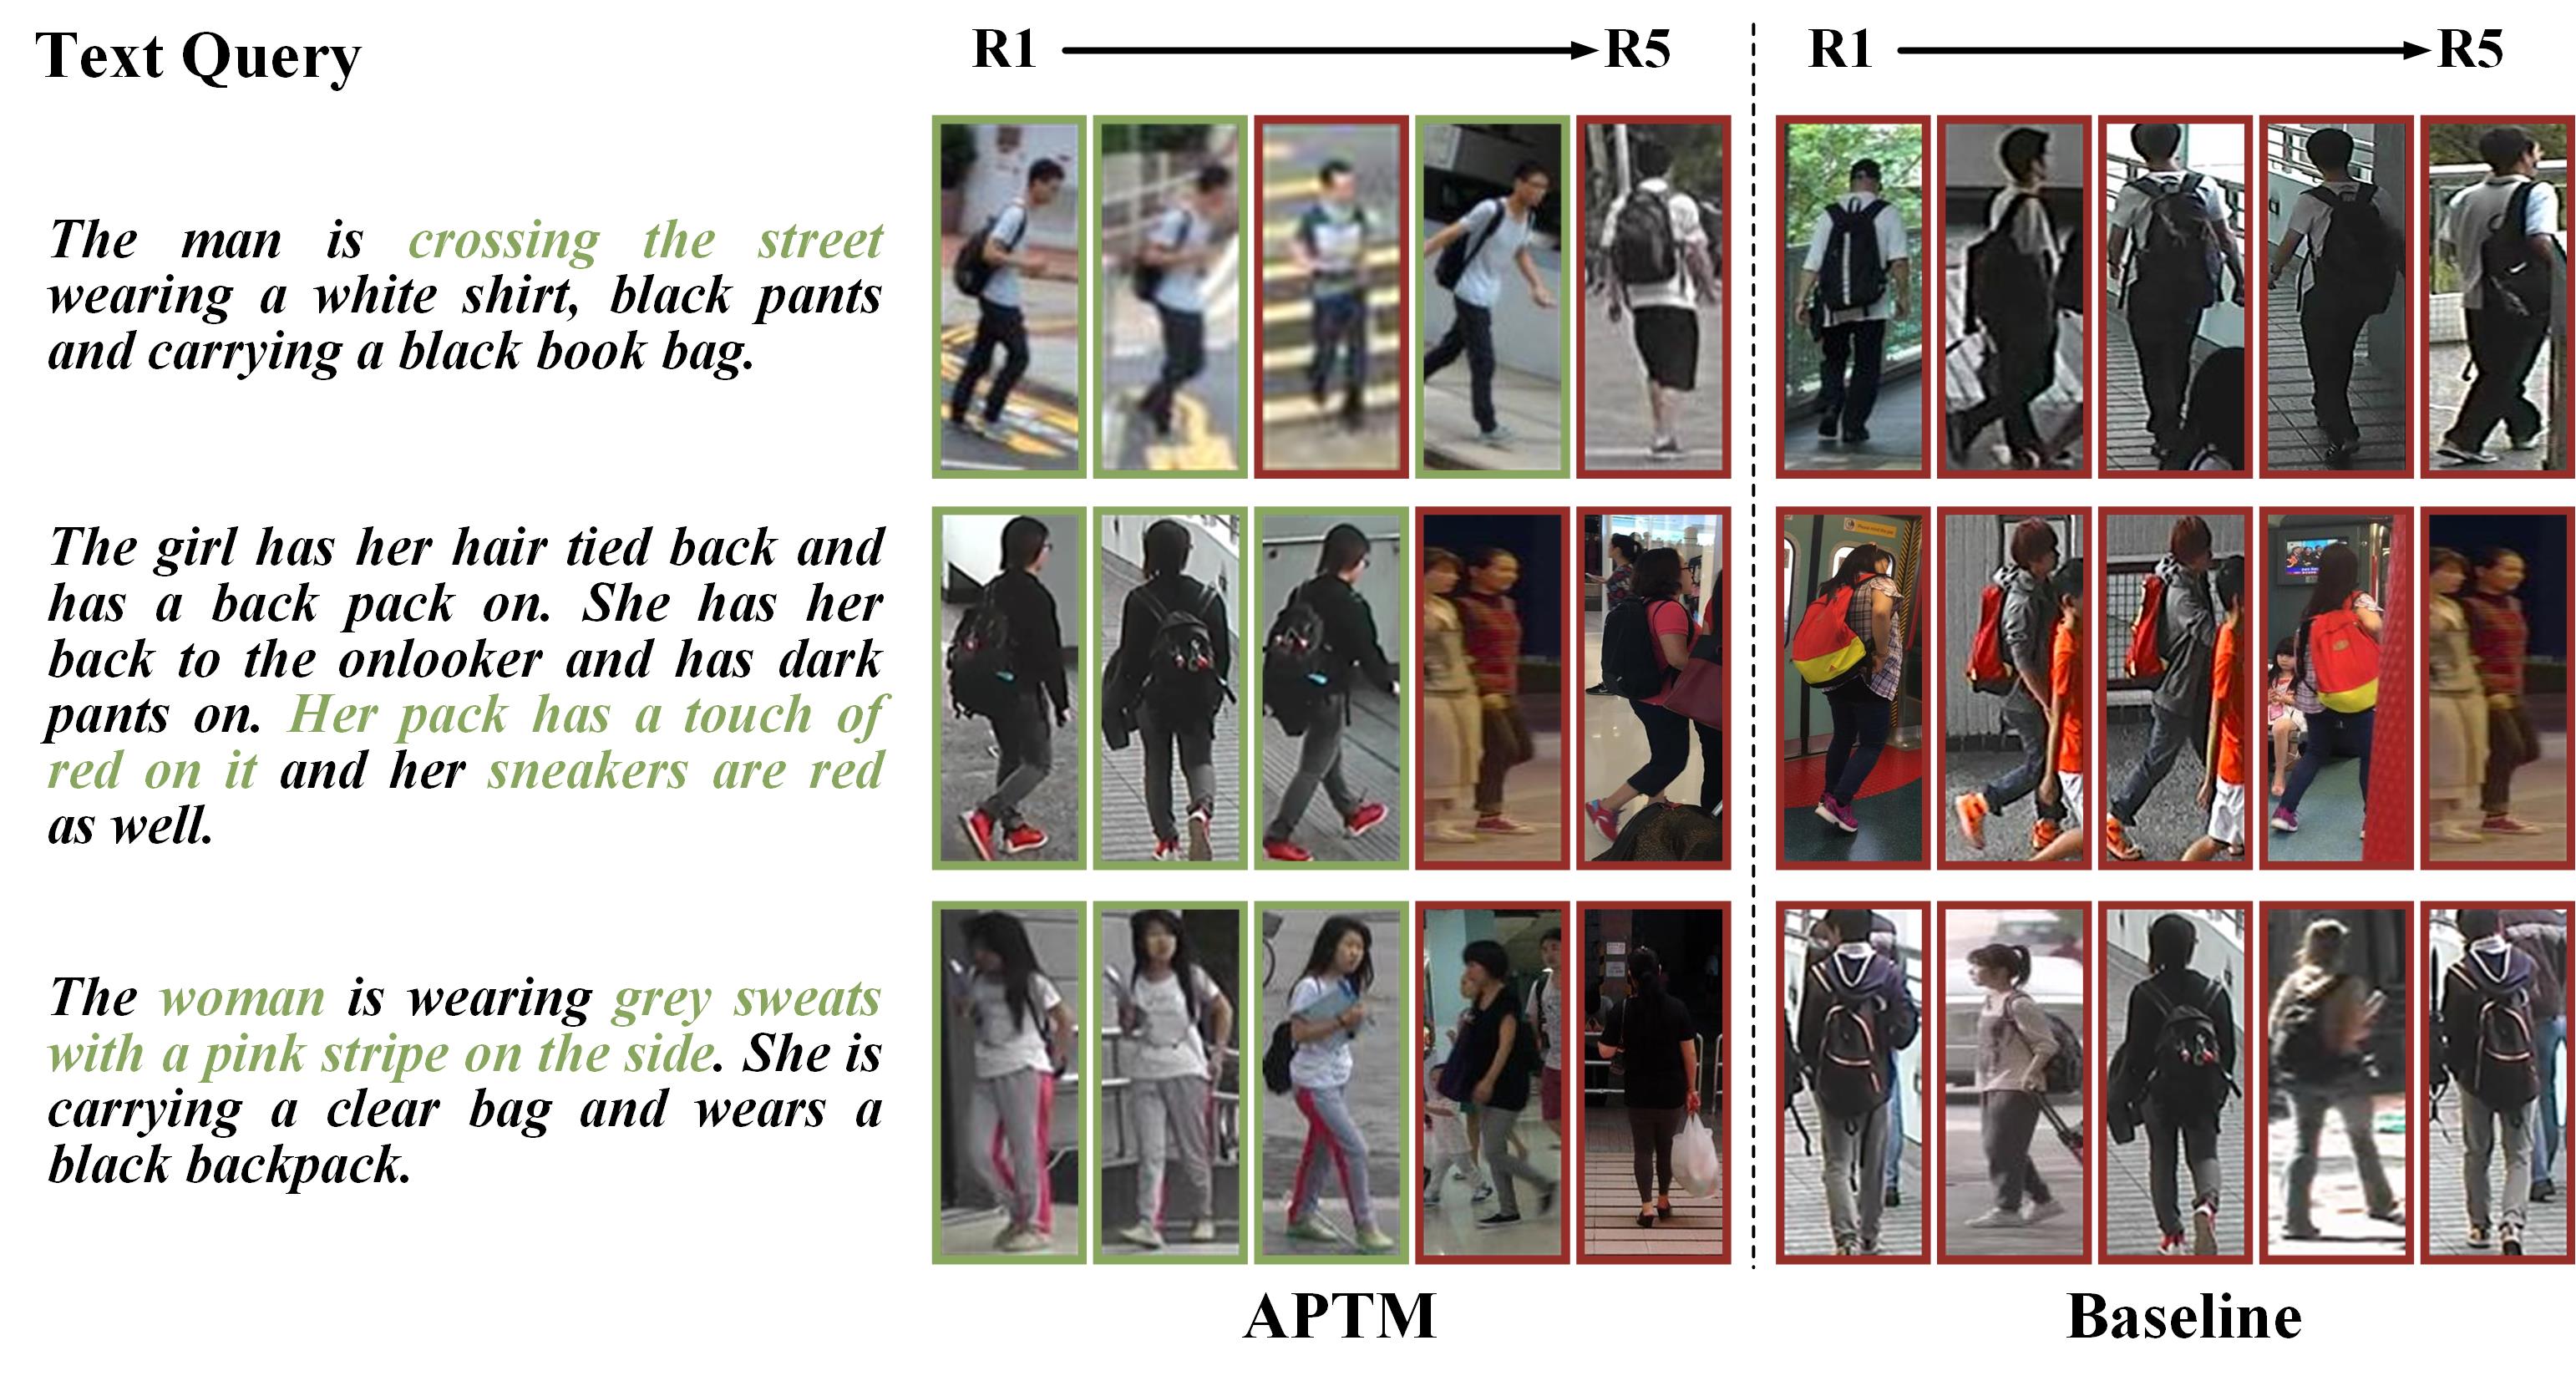 Text Query
R1
R5
R1
R5
The man is crossing the street
wearing a white shirt, black pants
and carrying a black book bag.
The girl has her hair tied back and
has a back pack on. She has her
back to the onlooker and has dark
pants on. Her pack has a touch of
red on it and her sneakers are red
as well.
The woman is wearing grey sweats
with a pink stripe on the side. She is
carrying a clear bag and wears a
black backpack.
APTM
Baseline